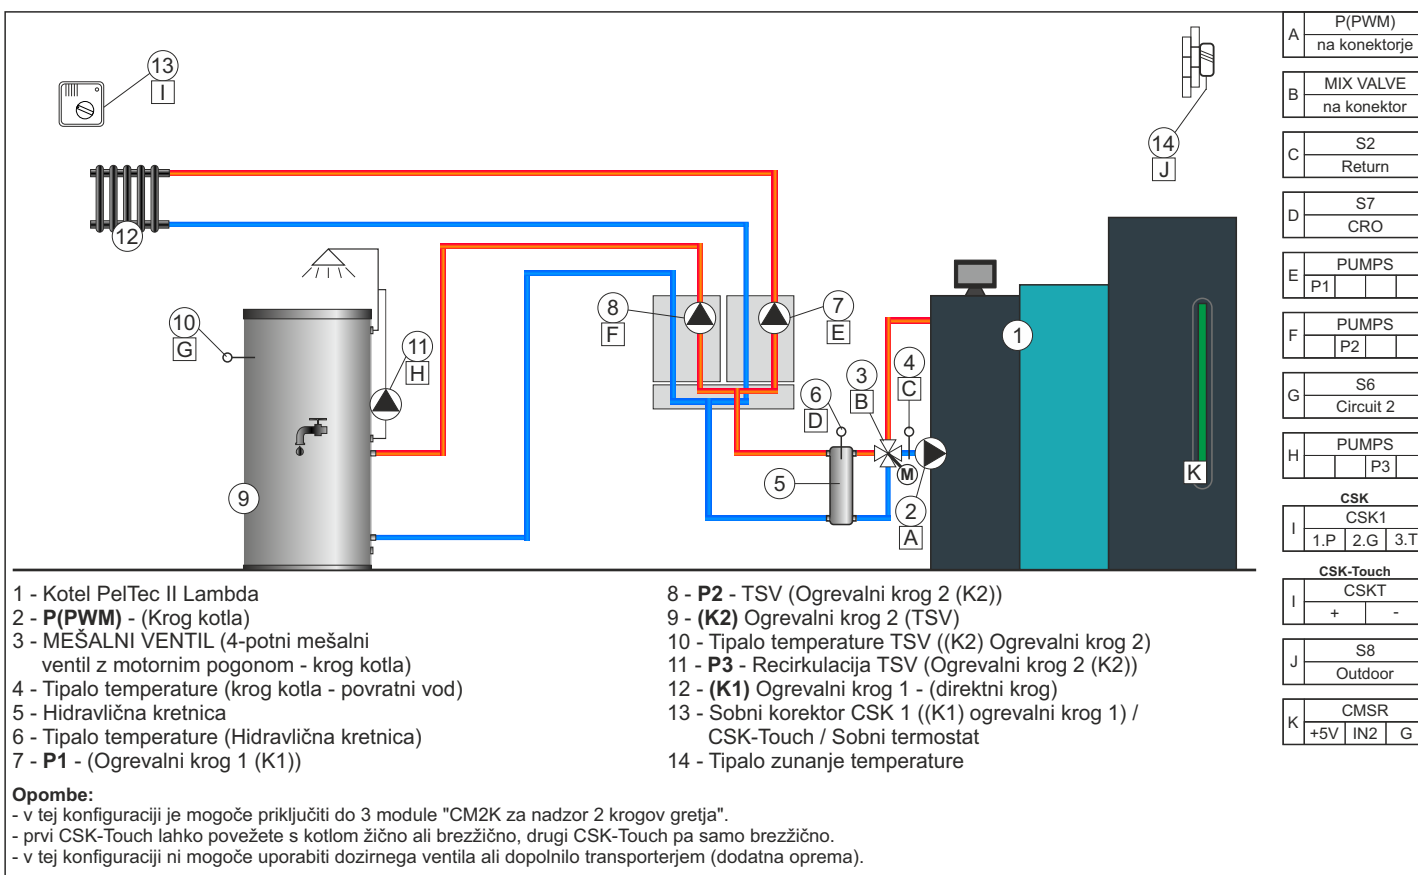 13
I
14
J
12
10
G
11
H
8
F
7
E
1
3
B
4
C
6
D
9
5
M
2
A
K
A P(PWM)
na konektorje
B MIX VALVE
na konektor
C S2
Return
D S7
CRO
E PUMPS
P1
F PUMPS
P2
G S6
Circuit 2
H PUMPS
P3
CSK
I CSK1
1.P 2.G 3.T
CSK-Touch
I CSKT
+ -
J S8
Outdoor
K CMSR
+5V IN2 G
1 - Kotel PelTec II Lambda
2 - P(PWM) - (Krog kotla)
3 - MEŠALNI VENTIL (4-potni mešalni
ventil z motornim pogonom - krog kotla)
4 - Tipalo temperature (krog kotla - povratni vod)
5 - Hidravlična kretnica
6 - Tipalo temperature (Hidravlična kretnica)
7 - P1 - (Ogrevalni krog 1 (K1))
8 - P2 - TSV (Ogrevalni krog 2 (K2))
9 - (K2) Ogrevalni krog 2 (TSV)
10 - Tipalo temperature TSV ((K2) Ogrevalni krog 2)
11 - P3 - Recirkulacija TSV (Ogrevalni krog 2 (K2))
12 - (K1) Ogrevalni krog 1 - (direktni krog)
13 - Sobni korektor CSK 1 ((K1) ogrevalni krog 1) /
CSK-Touch / Sobni termostat
14 - Tipalo zunanje temperature
Opombe:
- v tej konfiguraciji je mogoče priključiti do 3 module "CM2K za nadzor 2 krogov gretja".
- prvi CSK-Touch lahko povežete s kotlom žično ali brezžično, drugi CSK-Touch pa samo brezžično.
- v tej konfiguraciji ni mogoče uporabiti dozirnega ventila ali dopolnilo transporterjem (dodatna oprema).